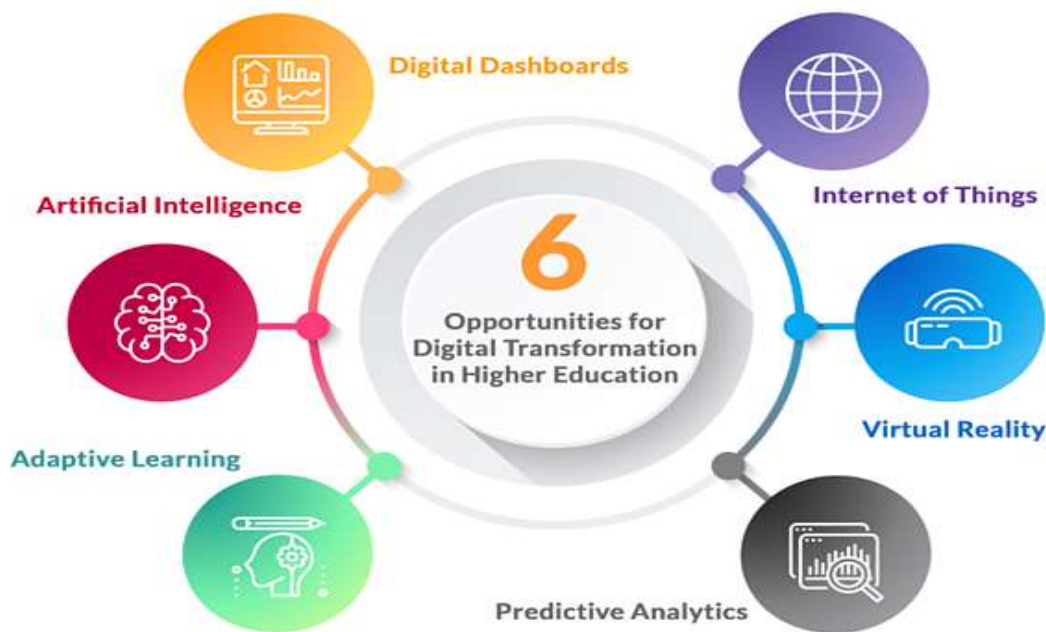 Digital Dashboards
Internet of Things
Artificial Intelligence
6
Opportunities for
Digital Transformation
in Higher Education
Virtual Reality
Adaptive Learning
Predictive Analytics